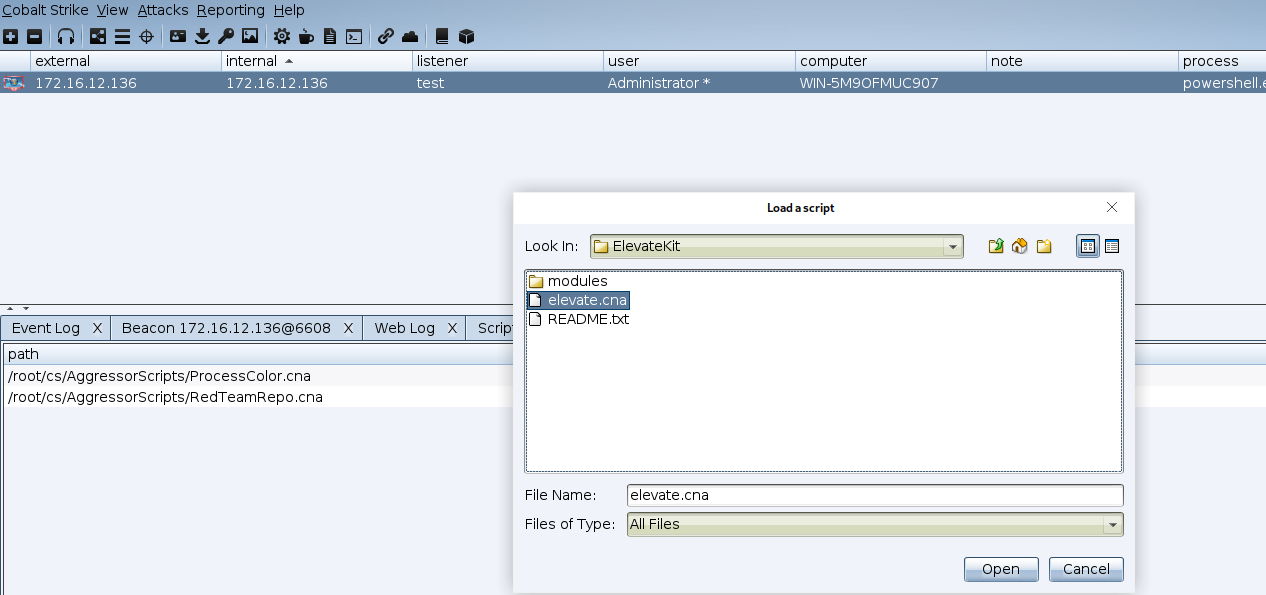 Cobalt Strike View Attacks Reporting Help
external internal listener user computer note process
172.16.12.136 172.16.12.136 test Administrator * WIN-5M9OFMUC907 powershell.e
Load a script
Look In: ElevateKit
modules
elevate.cna
README.txt
File Name: elevate.cna
Files of Type: All Files
Open Cancel
Event Log X Beacon 172.16.12.136@6608 X Web Log X Script
path
/root/cs/AggressorScripts/ProcessColor.cna
/root/cs/AggressorScripts/RedTeamRepo.cna